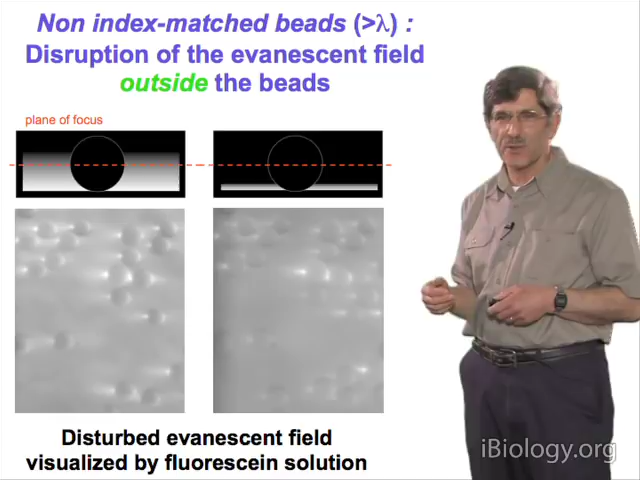 Non index-matched beads (>λ) :
Disruption of the evanescent field
outside the beads
plane of focus
Disturbed evanescent field
visualized by fluorescein solution
iBiology.org